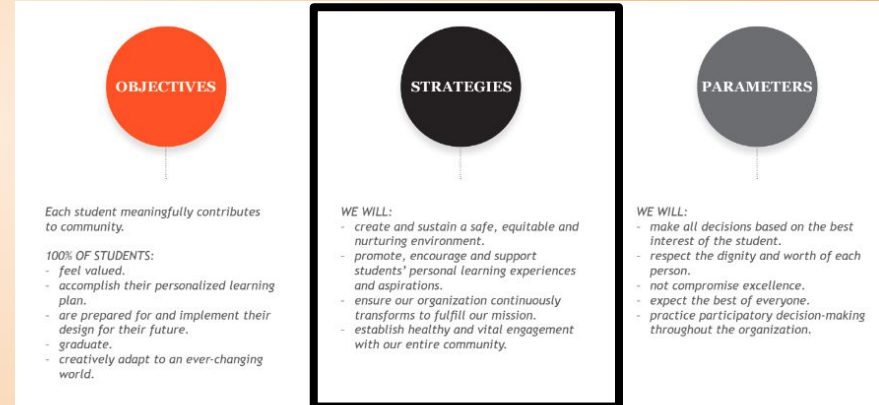 OBJECTIVES
Each student meaningfully contributes
to community.
100% OF STUDENTS:
- feel valued.
- accomplish their personalized learning
plan.
- are prepared for and implement their
design for their future.
- graduate.
- creatively adapt to an ever-changing
world.
STRATEGIES
WE WILL:
- create and sustain a safe, equitable and
nurturing environment.
- promote, encourage and support
students' personal learning experiences
and aspirations.
- ensure our organization continuously
transforms to fulfill our mission.
- establish healthy and vital engagement
with our entire community.
PARAMETERS
WE WILL:
- make all decisions based on the best
interest of the student.
- respect the dignity and worth of each
person.
- not compromise excellence.
- expect the best of everyone.
- practice participatory decision-making
throughout the organization.